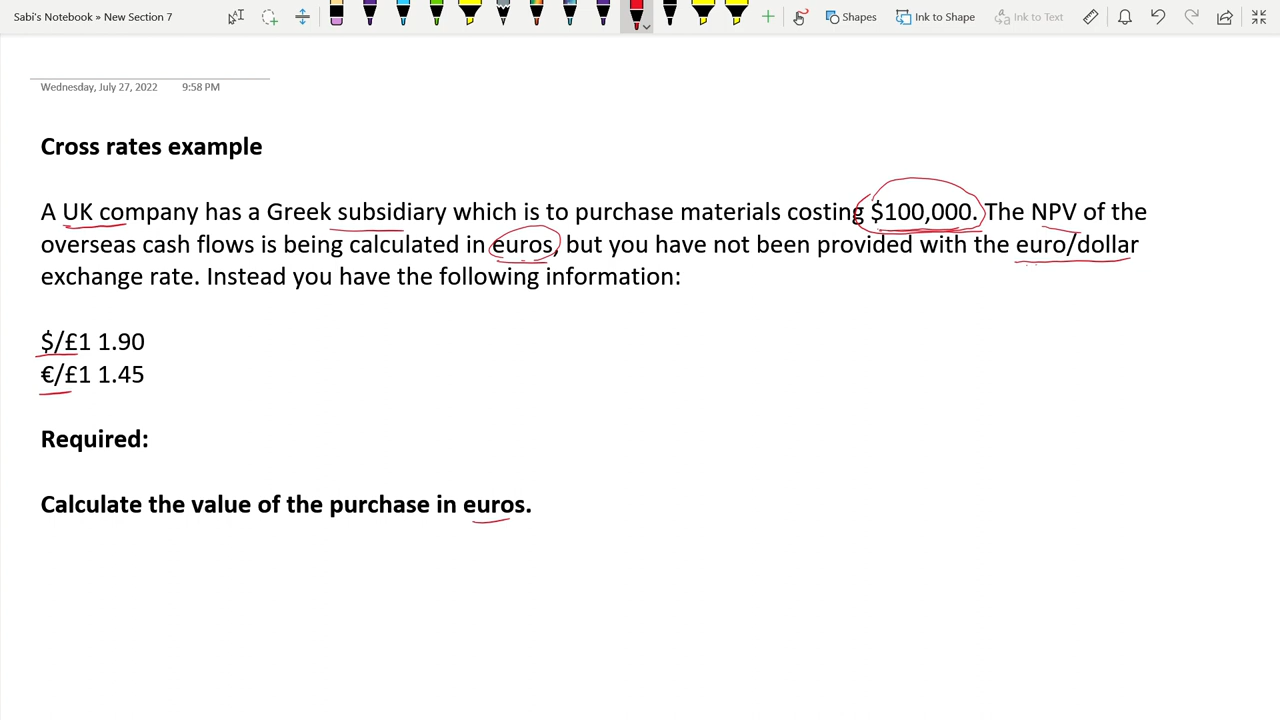 Sabi's Notebook » New Section 7
Shapes
Ink to Shape
Ink to Text
Wednesday, July 27, 2022 9:58 PM
Cross rates example
A UK company has a Greek subsidiary which is to purchase materials costing $100,000. The NPV of the
overseas cash flows is being calculated in euros, but you have not been provided with the euro/dollar
exchange rate. Instead you have the following information:
$/£1 1.90
€/£1 1.45
Required:
Calculate the value of the purchase in euros.